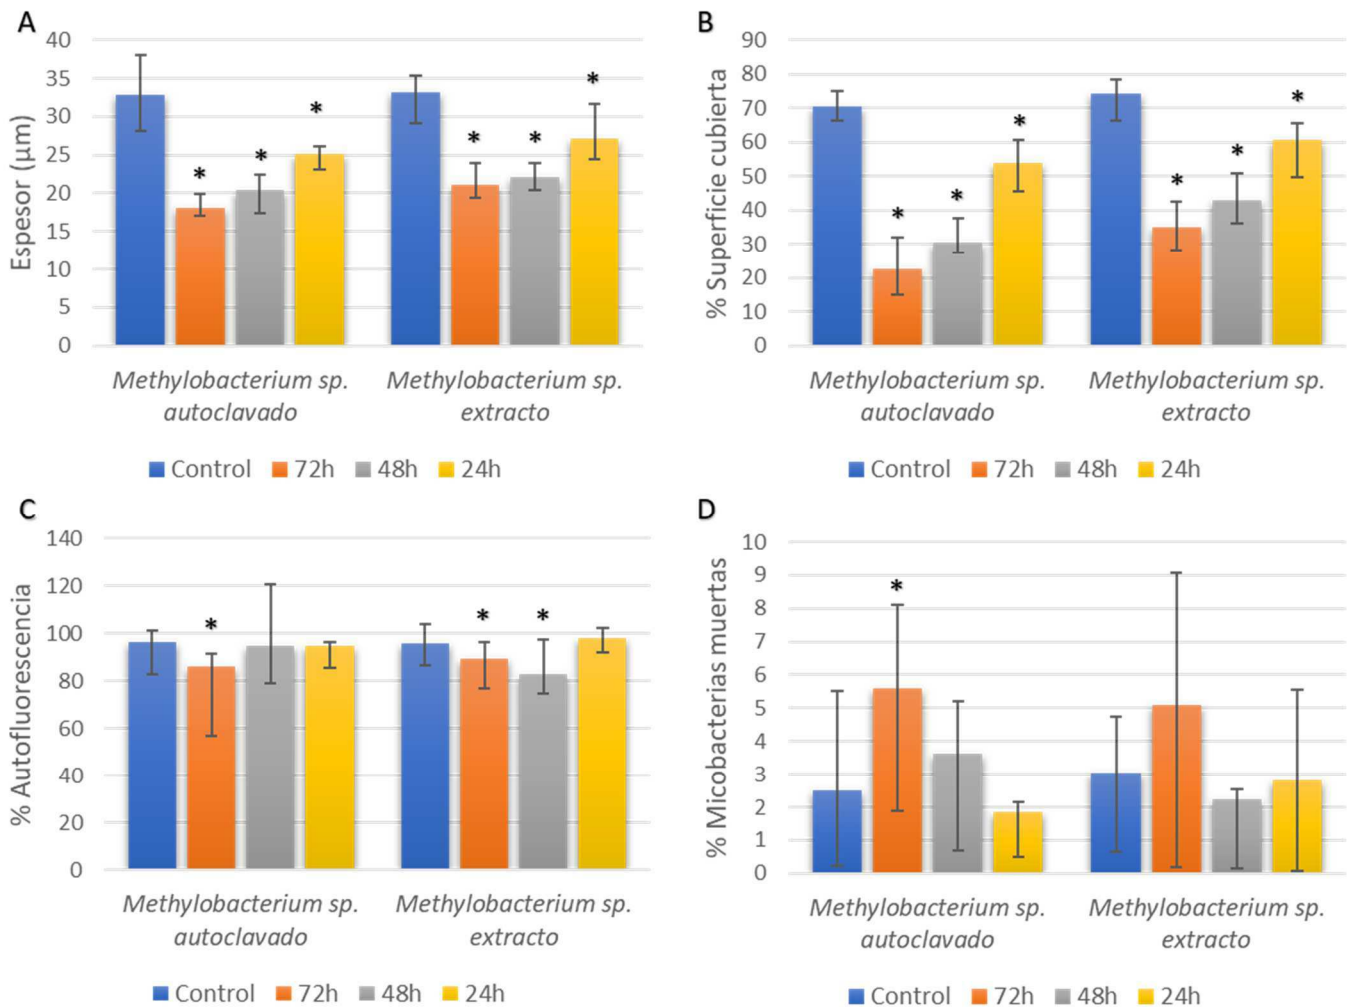 A
Espesor (µm)
40
35
30
25
20
15
10
5
0
* * * * * *
Methylobacterium sp. autoclavado
Methylobacterium sp. extracto
Control 72h 48h 24h
B
% Superficie cubierta
90
80
70
60
50
40
30
20
10
0
* * * * * *
Methylobacterium sp. autoclavado
Methylobacterium sp. extracto
Control 72h 48h 24h
C
% Autofluorescencia
140
120
100
80
60
40
20
0
* * *
Methylobacterium sp. autoclavado
Methylobacterium sp. extracto
Control 72h 48h 24h
D
% Micobacterias muertas
10
9
8
7
6
5
4
3
2
1
0
*
Methylobacterium sp. autoclavado
Methylobacterium sp. extracto
Control 72h 48h 24h